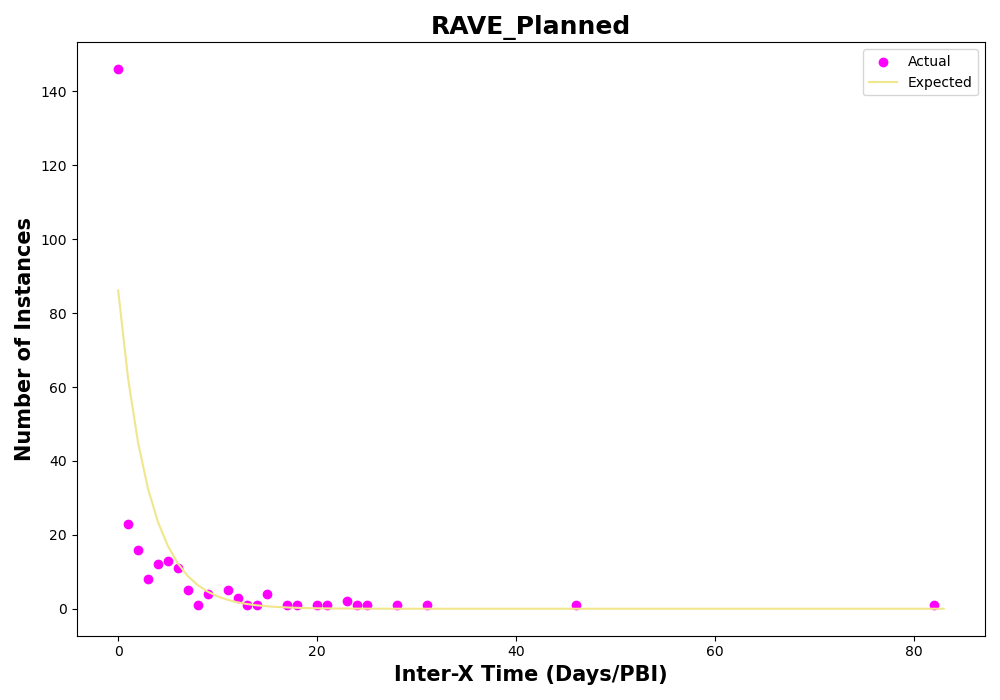 RAVE_Planned
Actual
Expected
Number of Instances
140
120
100
80
60
40
20
0
0 20 40 60 80
Inter-X Time (Days/PBI)